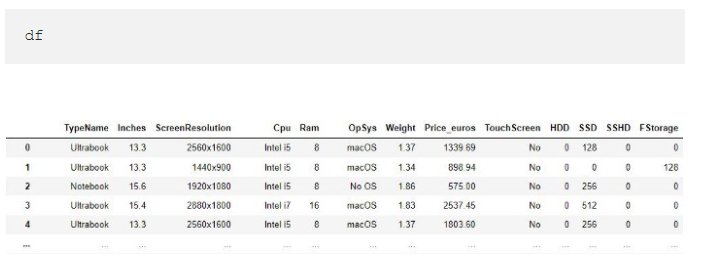 df
TypeName Inches ScreenResolution Cpu Ram OpSys Weight Price_euros TouchScreen HDD SSD SSHD FStorage
0 Ultrabook 13.3 2560x1600 Intel i5 8 macOS 1.37 1339.69 No 0 128 0 0
1 Ultrabook 13.3 1440x900 Intel i5 8 macOS 1.34 898.94 No 0 0 0 128
2 Notebook 15.6 1920x1080 Intel i5 8 No OS 1.86 575.00 No 0 256 0 0
3 Ultrabook 15.4 2880x1800 Intel i7 16 macOS 1.83 2537.45 No 0 512 0 0
4 Ultrabook 13.3 2560x1600 Intel i5 8 macOS 1.37 1803.60 No 0 256 0 0
... ... ... ... ... ... ... ... ... ... ... ... ... ...